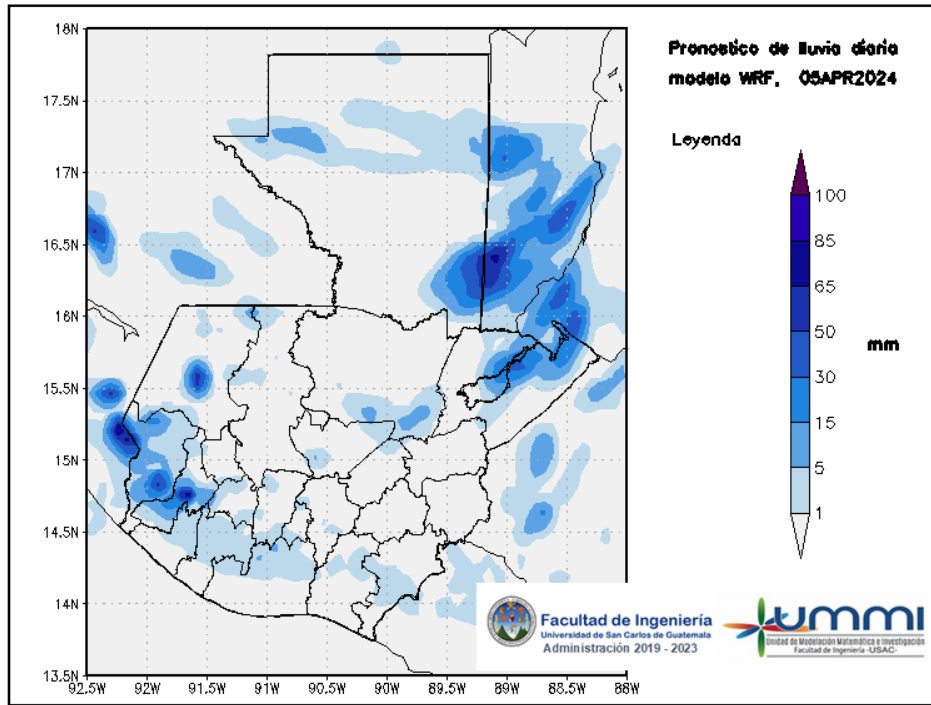 Pronostico de lluvia diaria
modelo WRF, 05APR2024
Leyenda
100
85
65
50
30
15
5
1
mm
18N
17.5N
17N
16.5N
16N
15.5N
15N
14.5N
14N
13.5N
92.5W
92W
91.5W
91W
90.5W
90W
89.5W
89W
88.5W
88W
Facultad de Ingeniería
Universidad de San Carlos de Guatemala
Administración 2019 - 2023
ummi
Unidad de Modelación Matemática e Investigación
Facultad de Ingeniería -USAC-